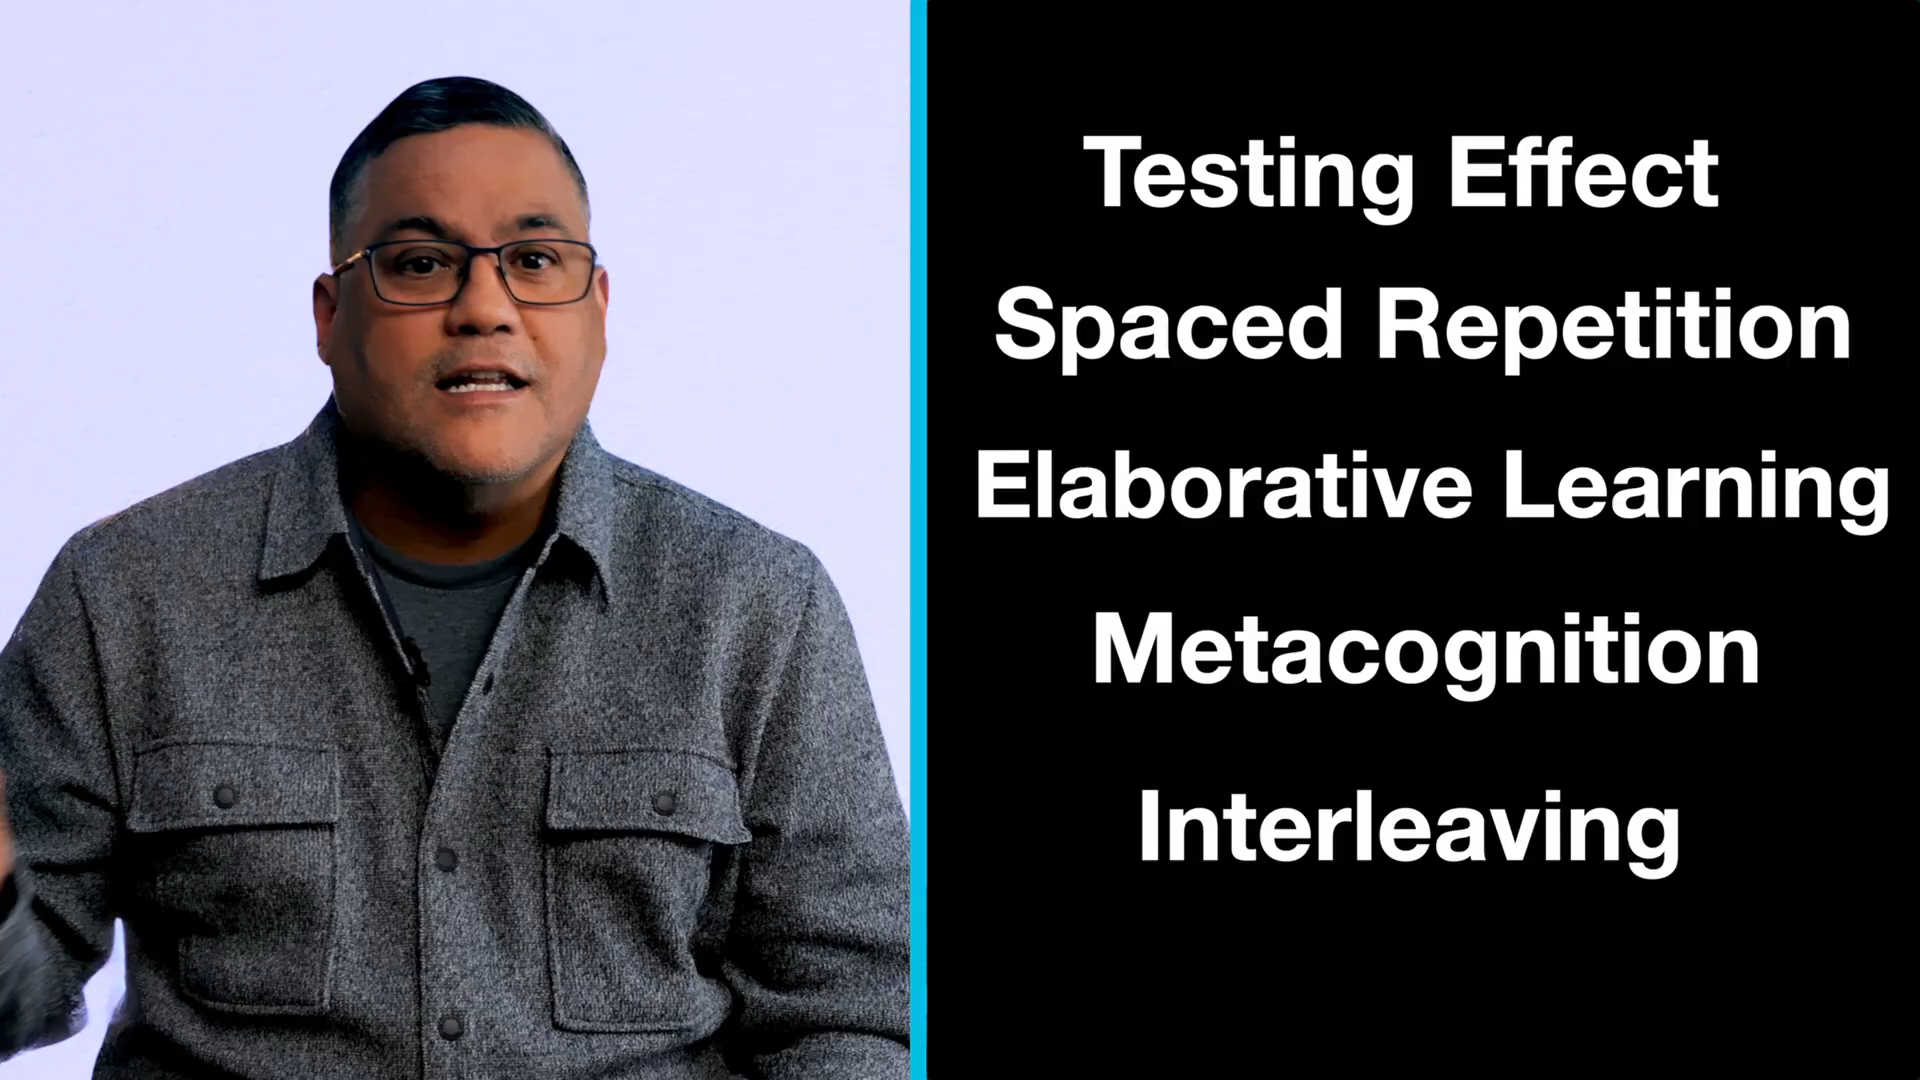 Testing Effect
Spaced Repetition
Elaborative Learning
Metacognition
Interleaving